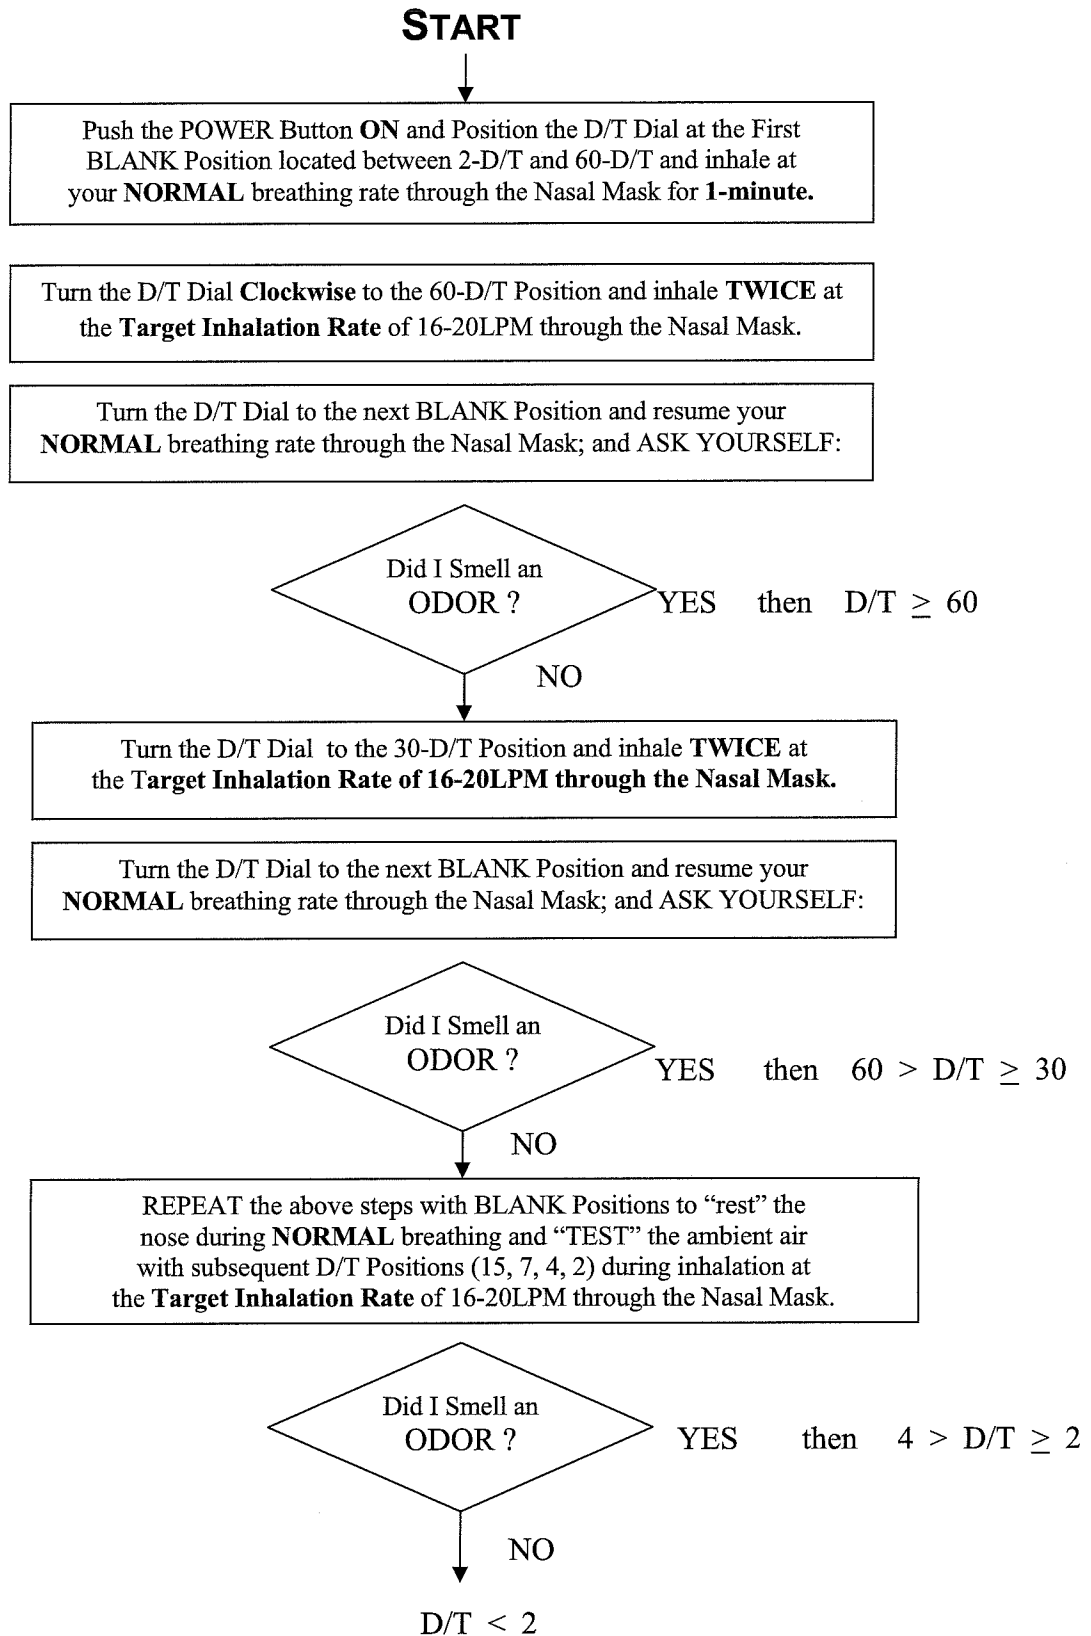 START
Push the POWER Button ON and Position the D/T Dial at the First
BLANK Position located between 2-D/T and 60-D/T and inhale at
your NORMAL breathing rate through the Nasal Mask for 1-minute.
Turn the D/T Dial Clockwise to the 60-D/T Position and inhale TWICE at
the Target Inhalation Rate of 16-20LPM through the Nasal Mask.
Turn the D/T Dial to the next BLANK Position and resume your
NORMAL breathing rate through the Nasal Mask; and ASK YOURSELF:
Did I Smell an
ODOR ?
YES then D/T ≥ 60
NO
Turn the D/T Dial to the 30-D/T Position and inhale TWICE at
the Target Inhalation Rate of 16-20LPM through the Nasal Mask.
Turn the D/T Dial to the next BLANK Position and resume your
NORMAL breathing rate through the Nasal Mask; and ASK YOURSELF:
Did I Smell an
ODOR ?
YES then 60 > D/T ≥ 30
NO
REPEAT the above steps with BLANK Positions to “rest” the
nose during NORMAL breathing and “TEST” the ambient air
with subsequent D/T Positions (15, 7, 4, 2) during inhalation at
the Target Inhalation Rate of 16-20LPM through the Nasal Mask.
Did I Smell an
ODOR ?
YES then 4 > D/T ≥ 2
NO
D/T < 2